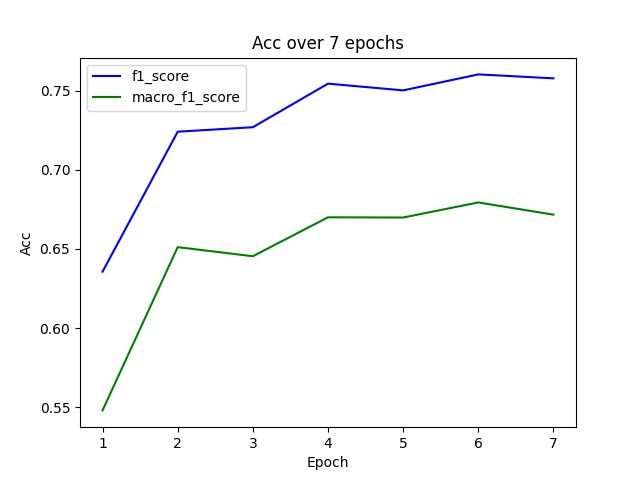 Acc over 7 epochs
f1_score
macro_f1_score
0.75
0.70
0.65
0.60
0.55
Acc
1 2 3 4 5 6 7
Epoch